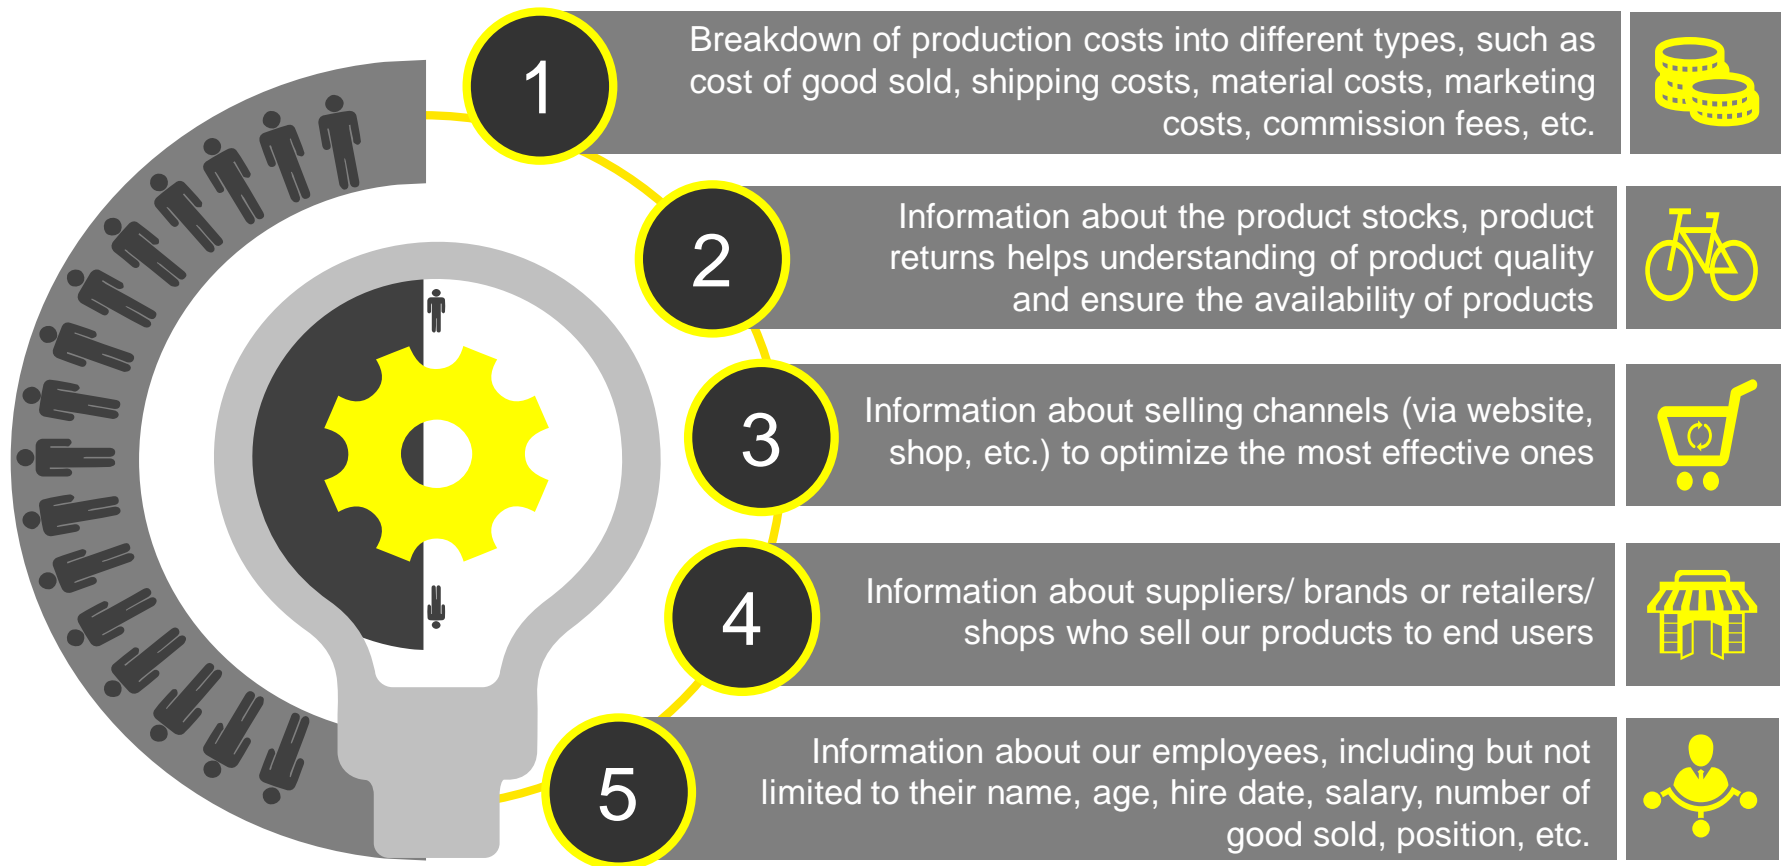 1
Breakdown of production costs into different types, such as
cost of good sold, shipping costs, material costs, marketing
costs, commission fees, etc.
2
Information about the product stocks, product
returns helps understanding of product quality
and ensure the availability of products
3
Information about selling channels (via website,
shop, etc.) to optimize the most effective ones
4
Information about suppliers/ brands or retailers/
shops who sell our products to end users
5
Information about our employees, including but not
limited to their name, age, hire date, salary, number of
good sold, position, etc.